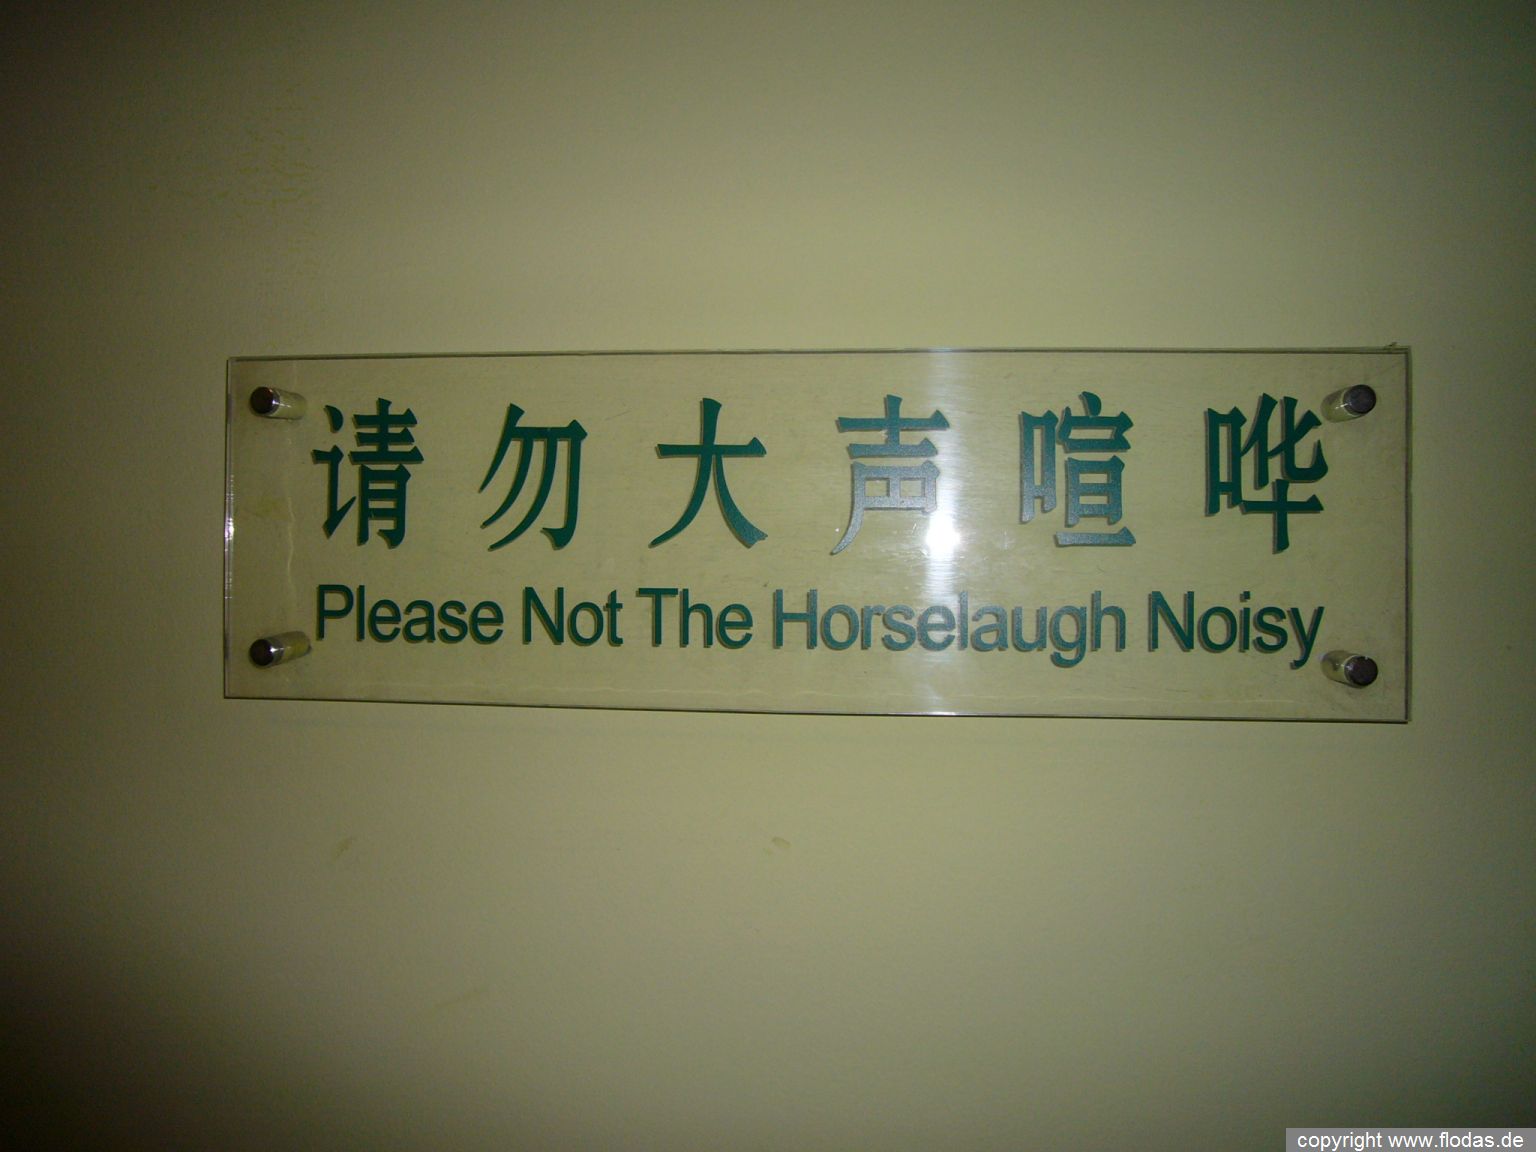 请勿大声喧哗
Please Not The Horselaugh Noisy
copyright www.flodas.de